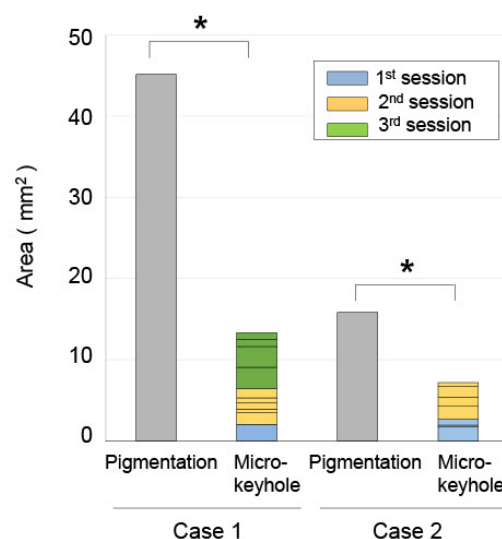 50
40
30
20
10
0
Area ( mm²)
*
*
1st session
2nd session
3rd session
Pigmentation
Micro-
keyhole
Pigmentation
Micro-
keyhole
Case 1
Case 2